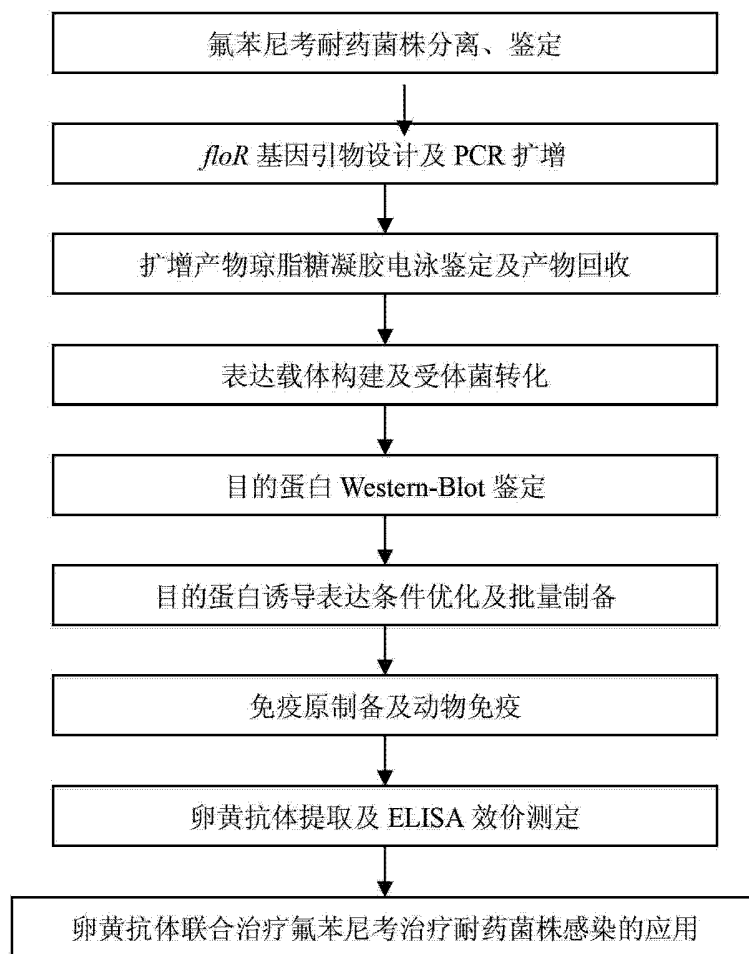 氟苯尼考耐药菌株分离、鉴定
floR 基因引物设计及 PCR 扩增
扩增产物琼脂糖凝胶电泳鉴定及产物回收
表达载体构建及受体菌转化
目的蛋白 Western-Blot 鉴定
目的蛋白诱导表达条件优化及批量制备
免疫原制备及动物免疫
卵黄抗体提取及 ELISA 效价测定
卵黄抗体联合治疗氟苯尼考治疗耐药菌株感染的应用